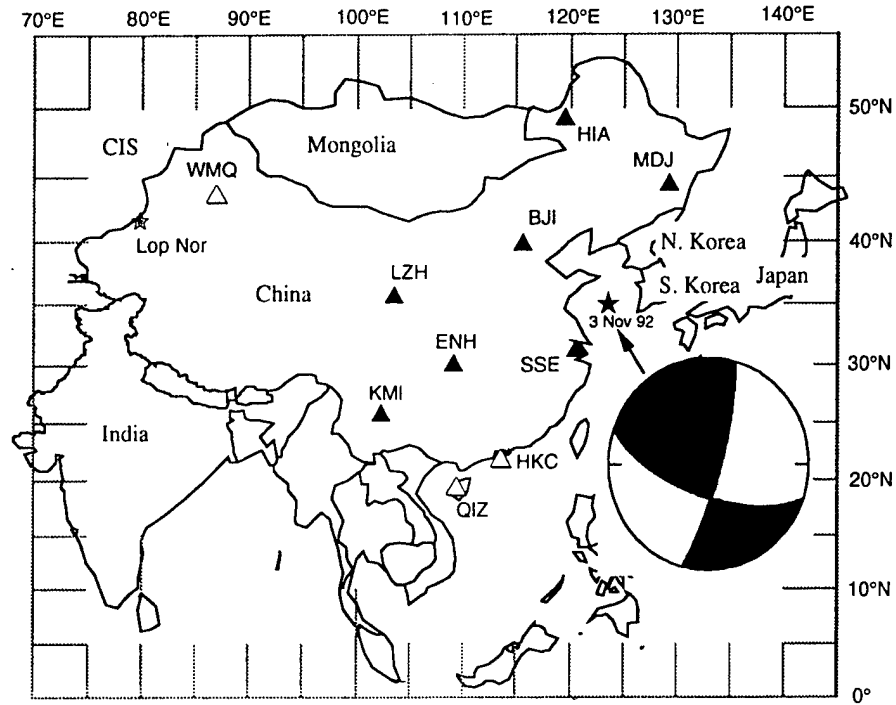 70°E 80°E 90°E 100°E 110°E 120°E 130°E 140°E
50°N
CIS
Mongolia
HIA
WMQ
MDJ
BJI
40°N
Lop Nor
N. Korea
LZH
S. Korea
Japan
China
3 Nov 92
ENH
SSE
30°N
KMI
India
HKC
20°N
QIZ
10°N
0°